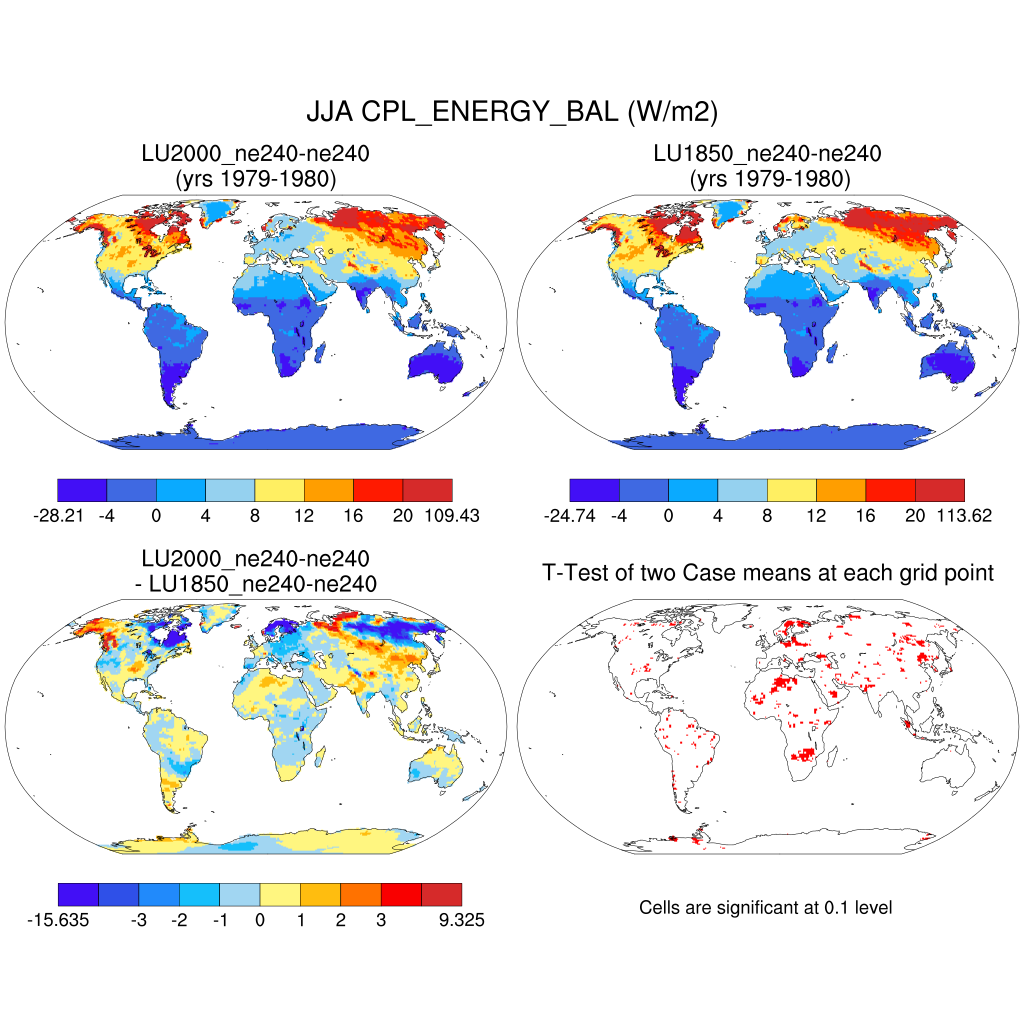 JJA CPL_ENERGY_BAL (W/m2)
LU2000_ne240-ne240
(yrs 1979-1980)
LU1850_ne240-ne240
(yrs 1979-1980)
-28.21 -4 0 4 8 12 16 20 109.43
-24.74 -4 0 4 8 12 16 20 113.62
LU2000_ne240-ne240
- LU1850_ne240-ne240
T-Test of two Case means at each grid point
-15.635 -3 -2 -1 0 1 2 3 9.325
Cells are significant at 0.1 level